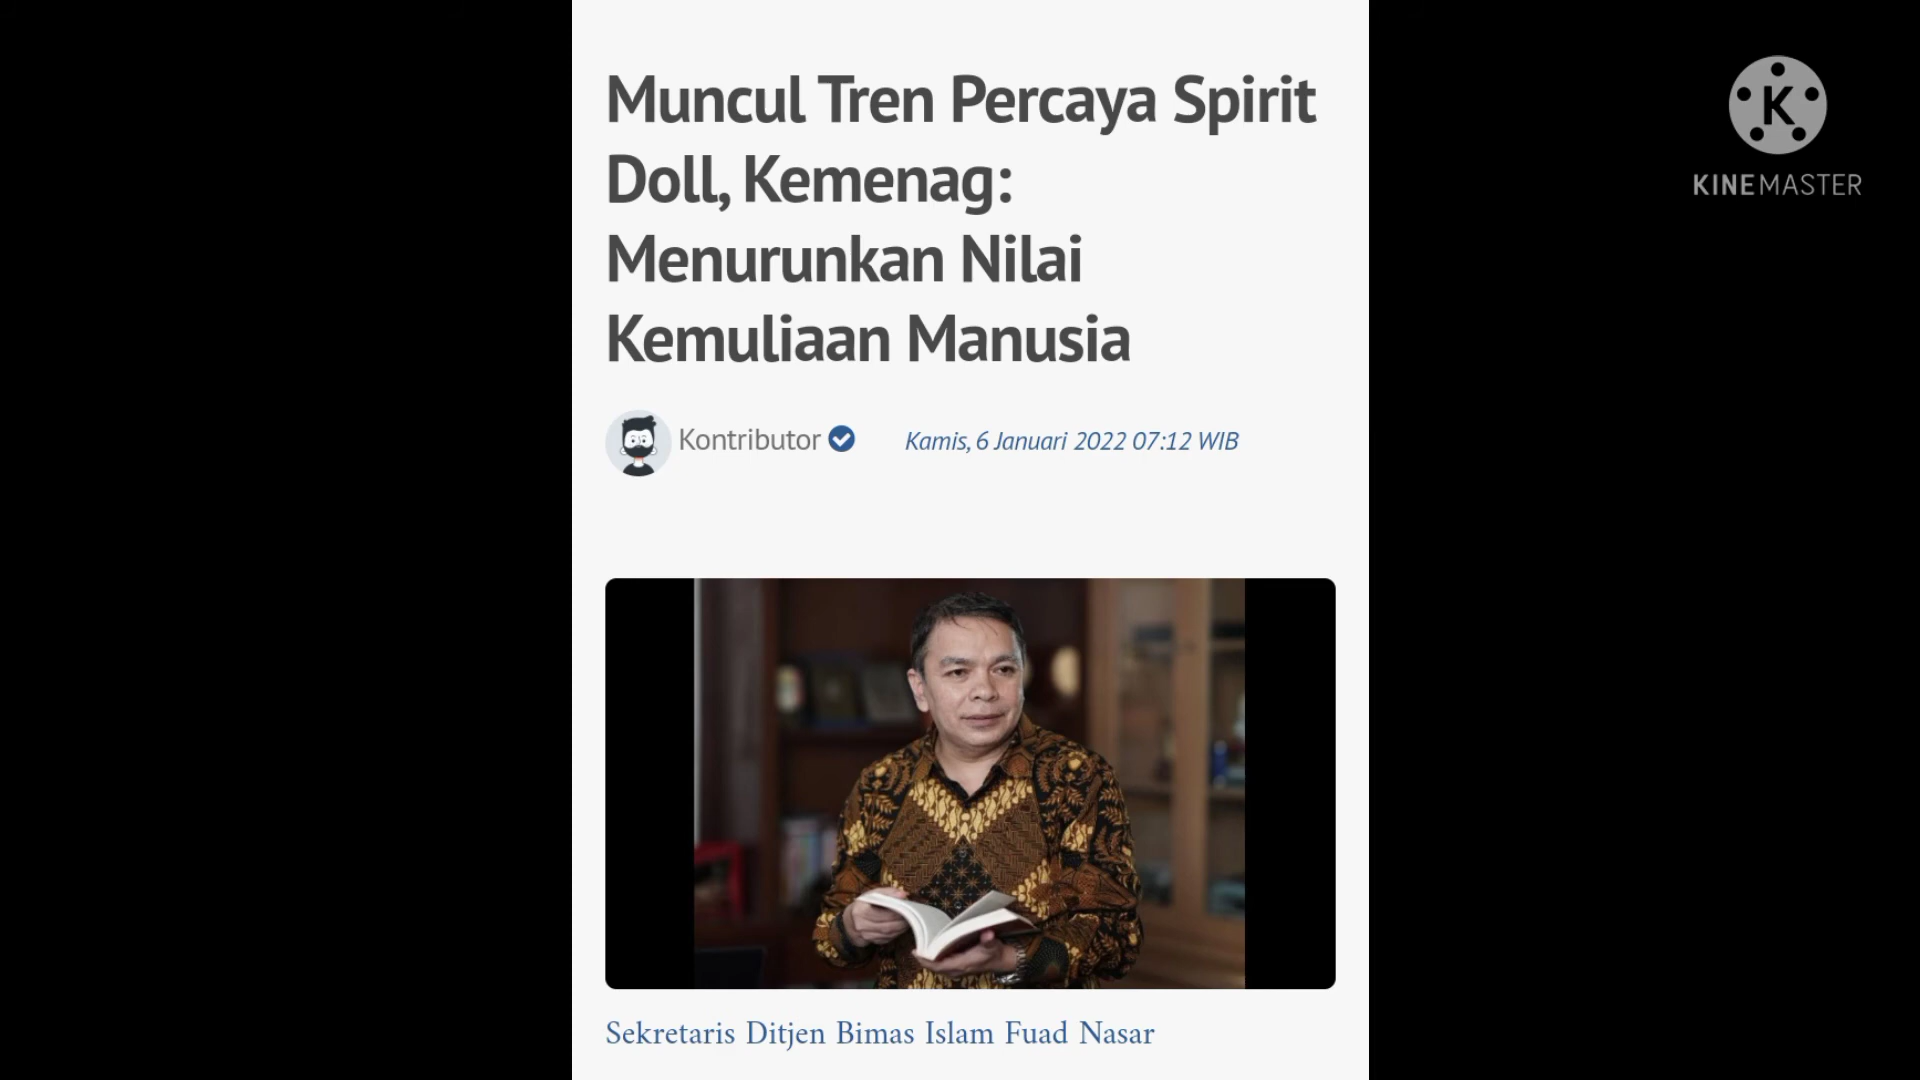 Muncul Tren Percaya Spirit
Doll, Kemenag:
Menurunkan Nilai
Kemuliaan Manusia
Kontributor
Kamis, 6 Januari 2022 07:12 WIB
Sekretaris Ditjen Bimas Islam Fuad Nasar
K
KINEMASTER